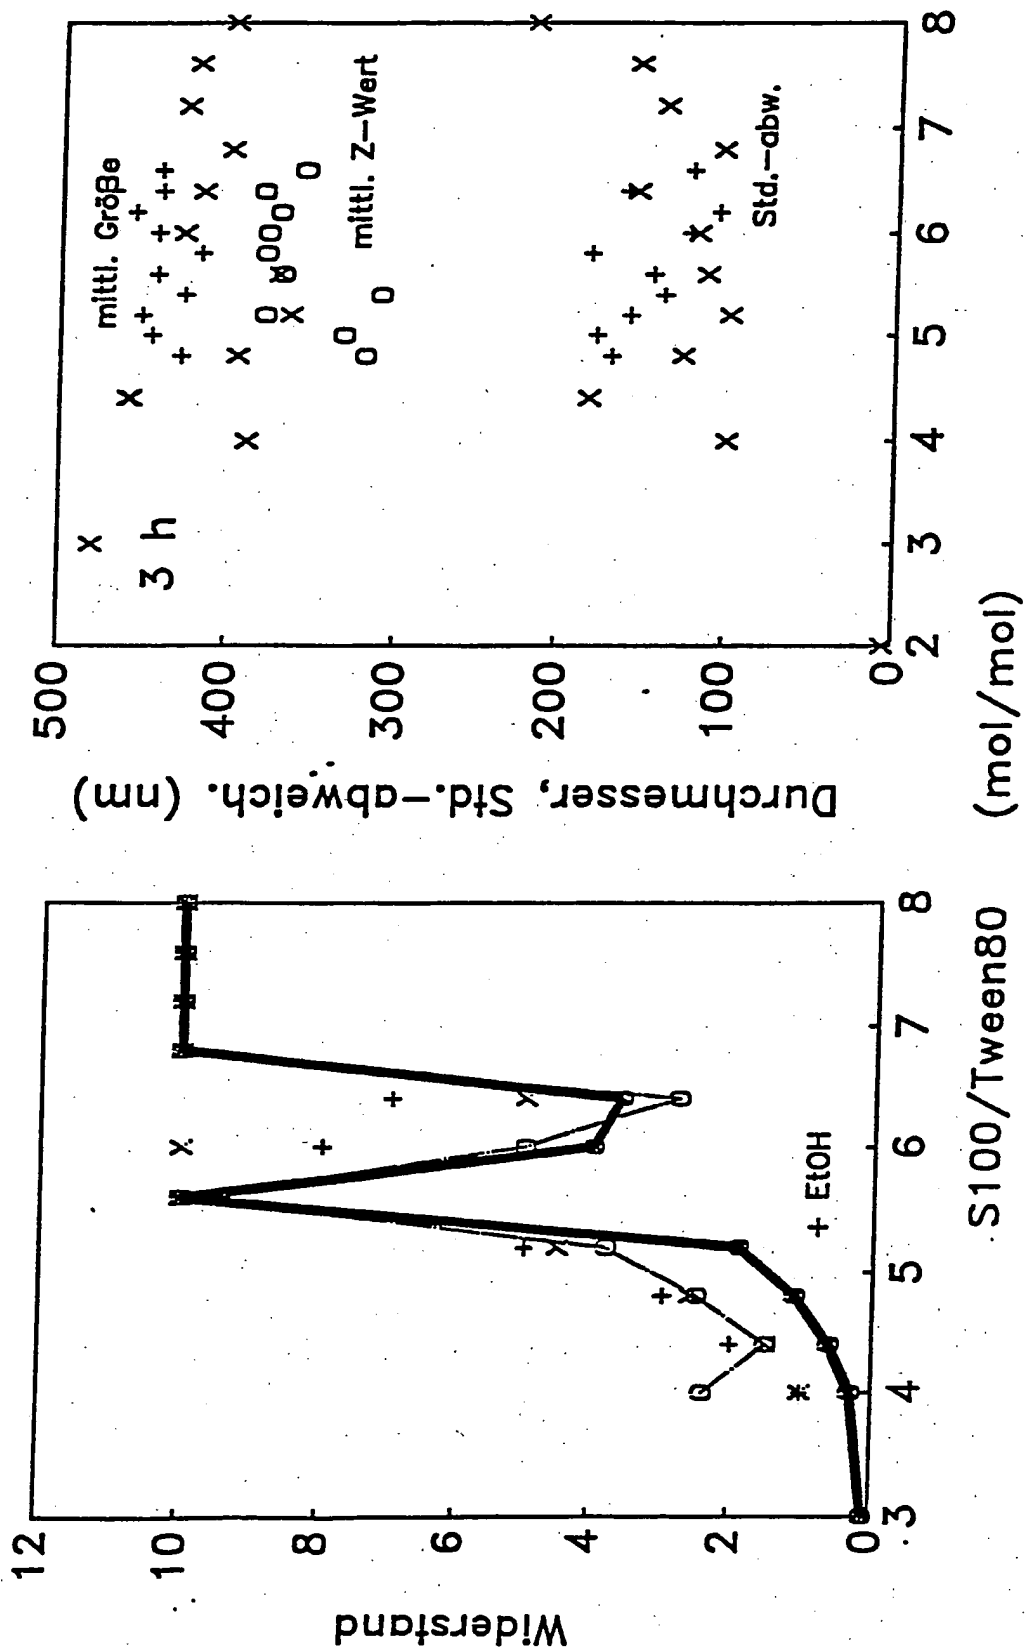 Widerstand
12
10
8
6
4
2
0
3
4
5
6
7
8
+ EtOH
S100/Tween80
(mol/mol)
Durchmesser, Std.-abweich. (nm)
500
400
300
200
100
0
2
3
4
5
6
7
8
3 h
mittl. Größe
mittl. Z-Wert
Std.-abw.